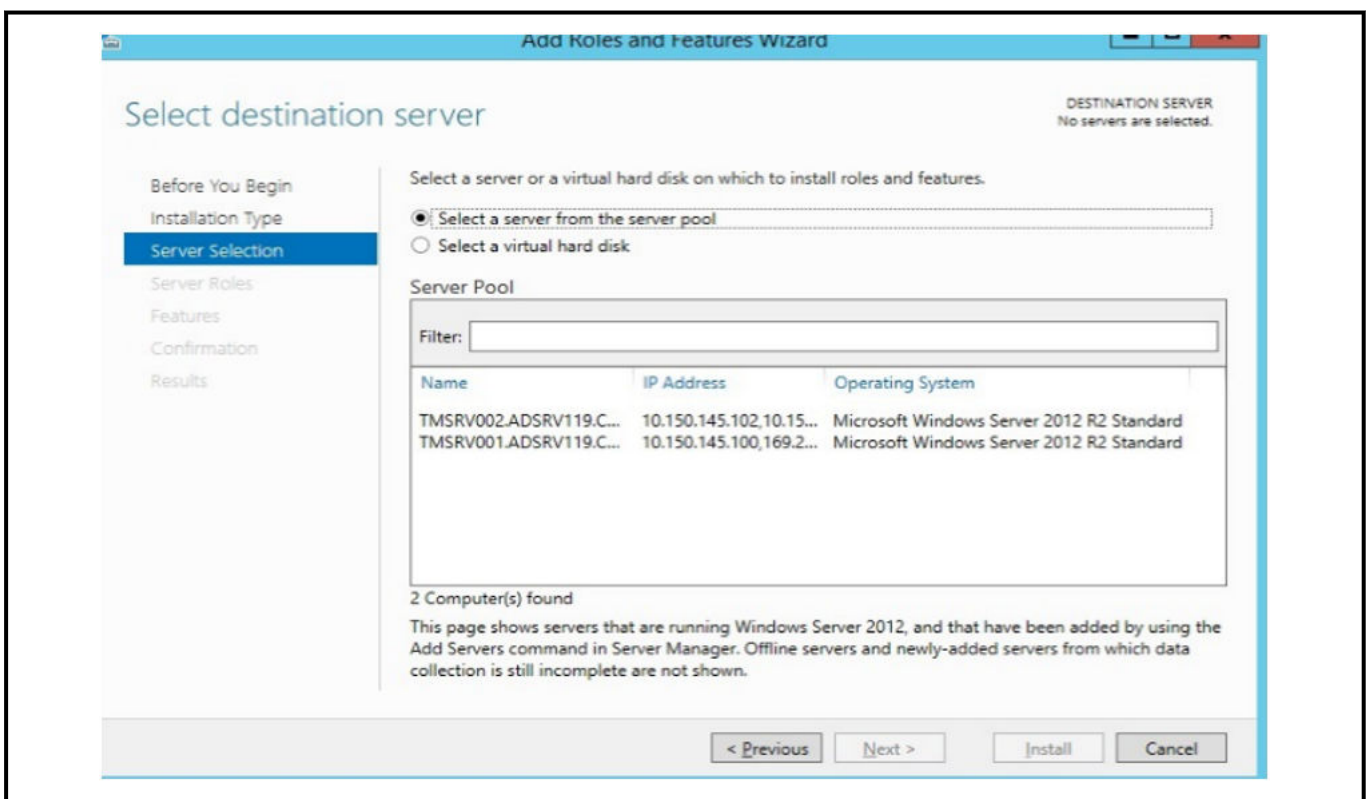 Add Roles and Features Wizard
Select destination server
DESTINATION SERVER
No servers are selected.
Before You Begin
Installation Type
Server Selection
Server Roles
Features
Confirmation
Results
Select a server or a virtual hard disk on which to install roles and features.
Select a server from the server pool
Select a virtual hard disk
Server Pool
Filter:
Name IP Address Operating System
TMSRV002.ADSRV119.C... 10.150.145.102,10.15... Microsoft Windows Server 2012 R2 Standard
TMSRV001.ADSRV119.C... 10.150.145.100,169.2... Microsoft Windows Server 2012 R2 Standard
2 Computer(s) found
This page shows servers that are running Windows Server 2012, and that have been added by using the
Add Servers command in Server Manager. Offline servers and newly-added servers from which data
collection is still incomplete are not shown.
< Previous Next > Install Cancel